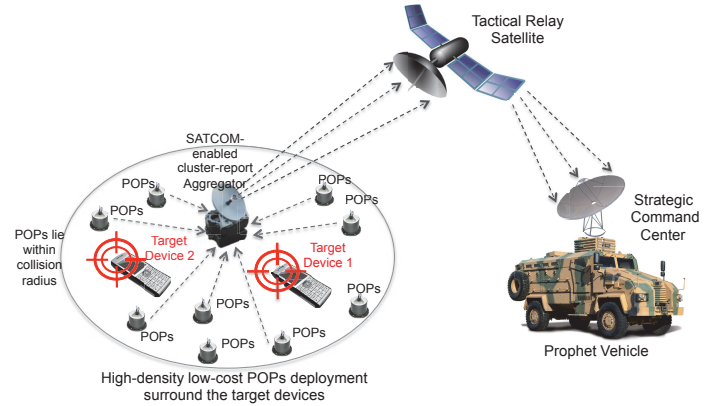 Tactical Relay
Satellite
SATCOM-
enabled
cluster-report
Aggregator
POPs
POPs
POPs
POPs
POPs lie
within
collision
radius
Target
Device 2
Target
Device 1
Strategic
Command
Center
POPs
POPs
POPs
POPs
POPs
POPs
Prophet Vehicle
High-density low-cost POPs deployment
surround the target devices